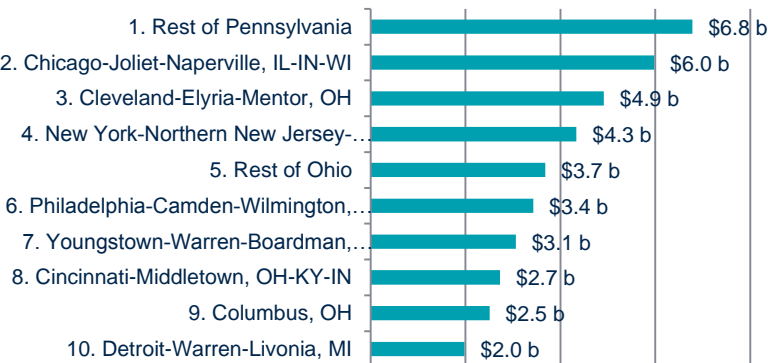 1. Rest of Pennsylvania $6.8 b
2. Chicago-Joliet-Naperville, IL-IN-WI $6.0 b
3. Cleveland-Elyria-Mentor, OH $4.9 b
4. New York-Northern New Jersey-… $4.3 b
5. Rest of Ohio $3.7 b
6. Philadelphia-Camden-Wilmington,… $3.4 b
7. Youngstown-Warren-Boardman,… $3.1 b
8. Cincinnati-Middletown, OH-KY-IN $2.7 b
9. Columbus, OH $2.5 b
10. Detroit-Warren-Livonia, MI $2.0 b